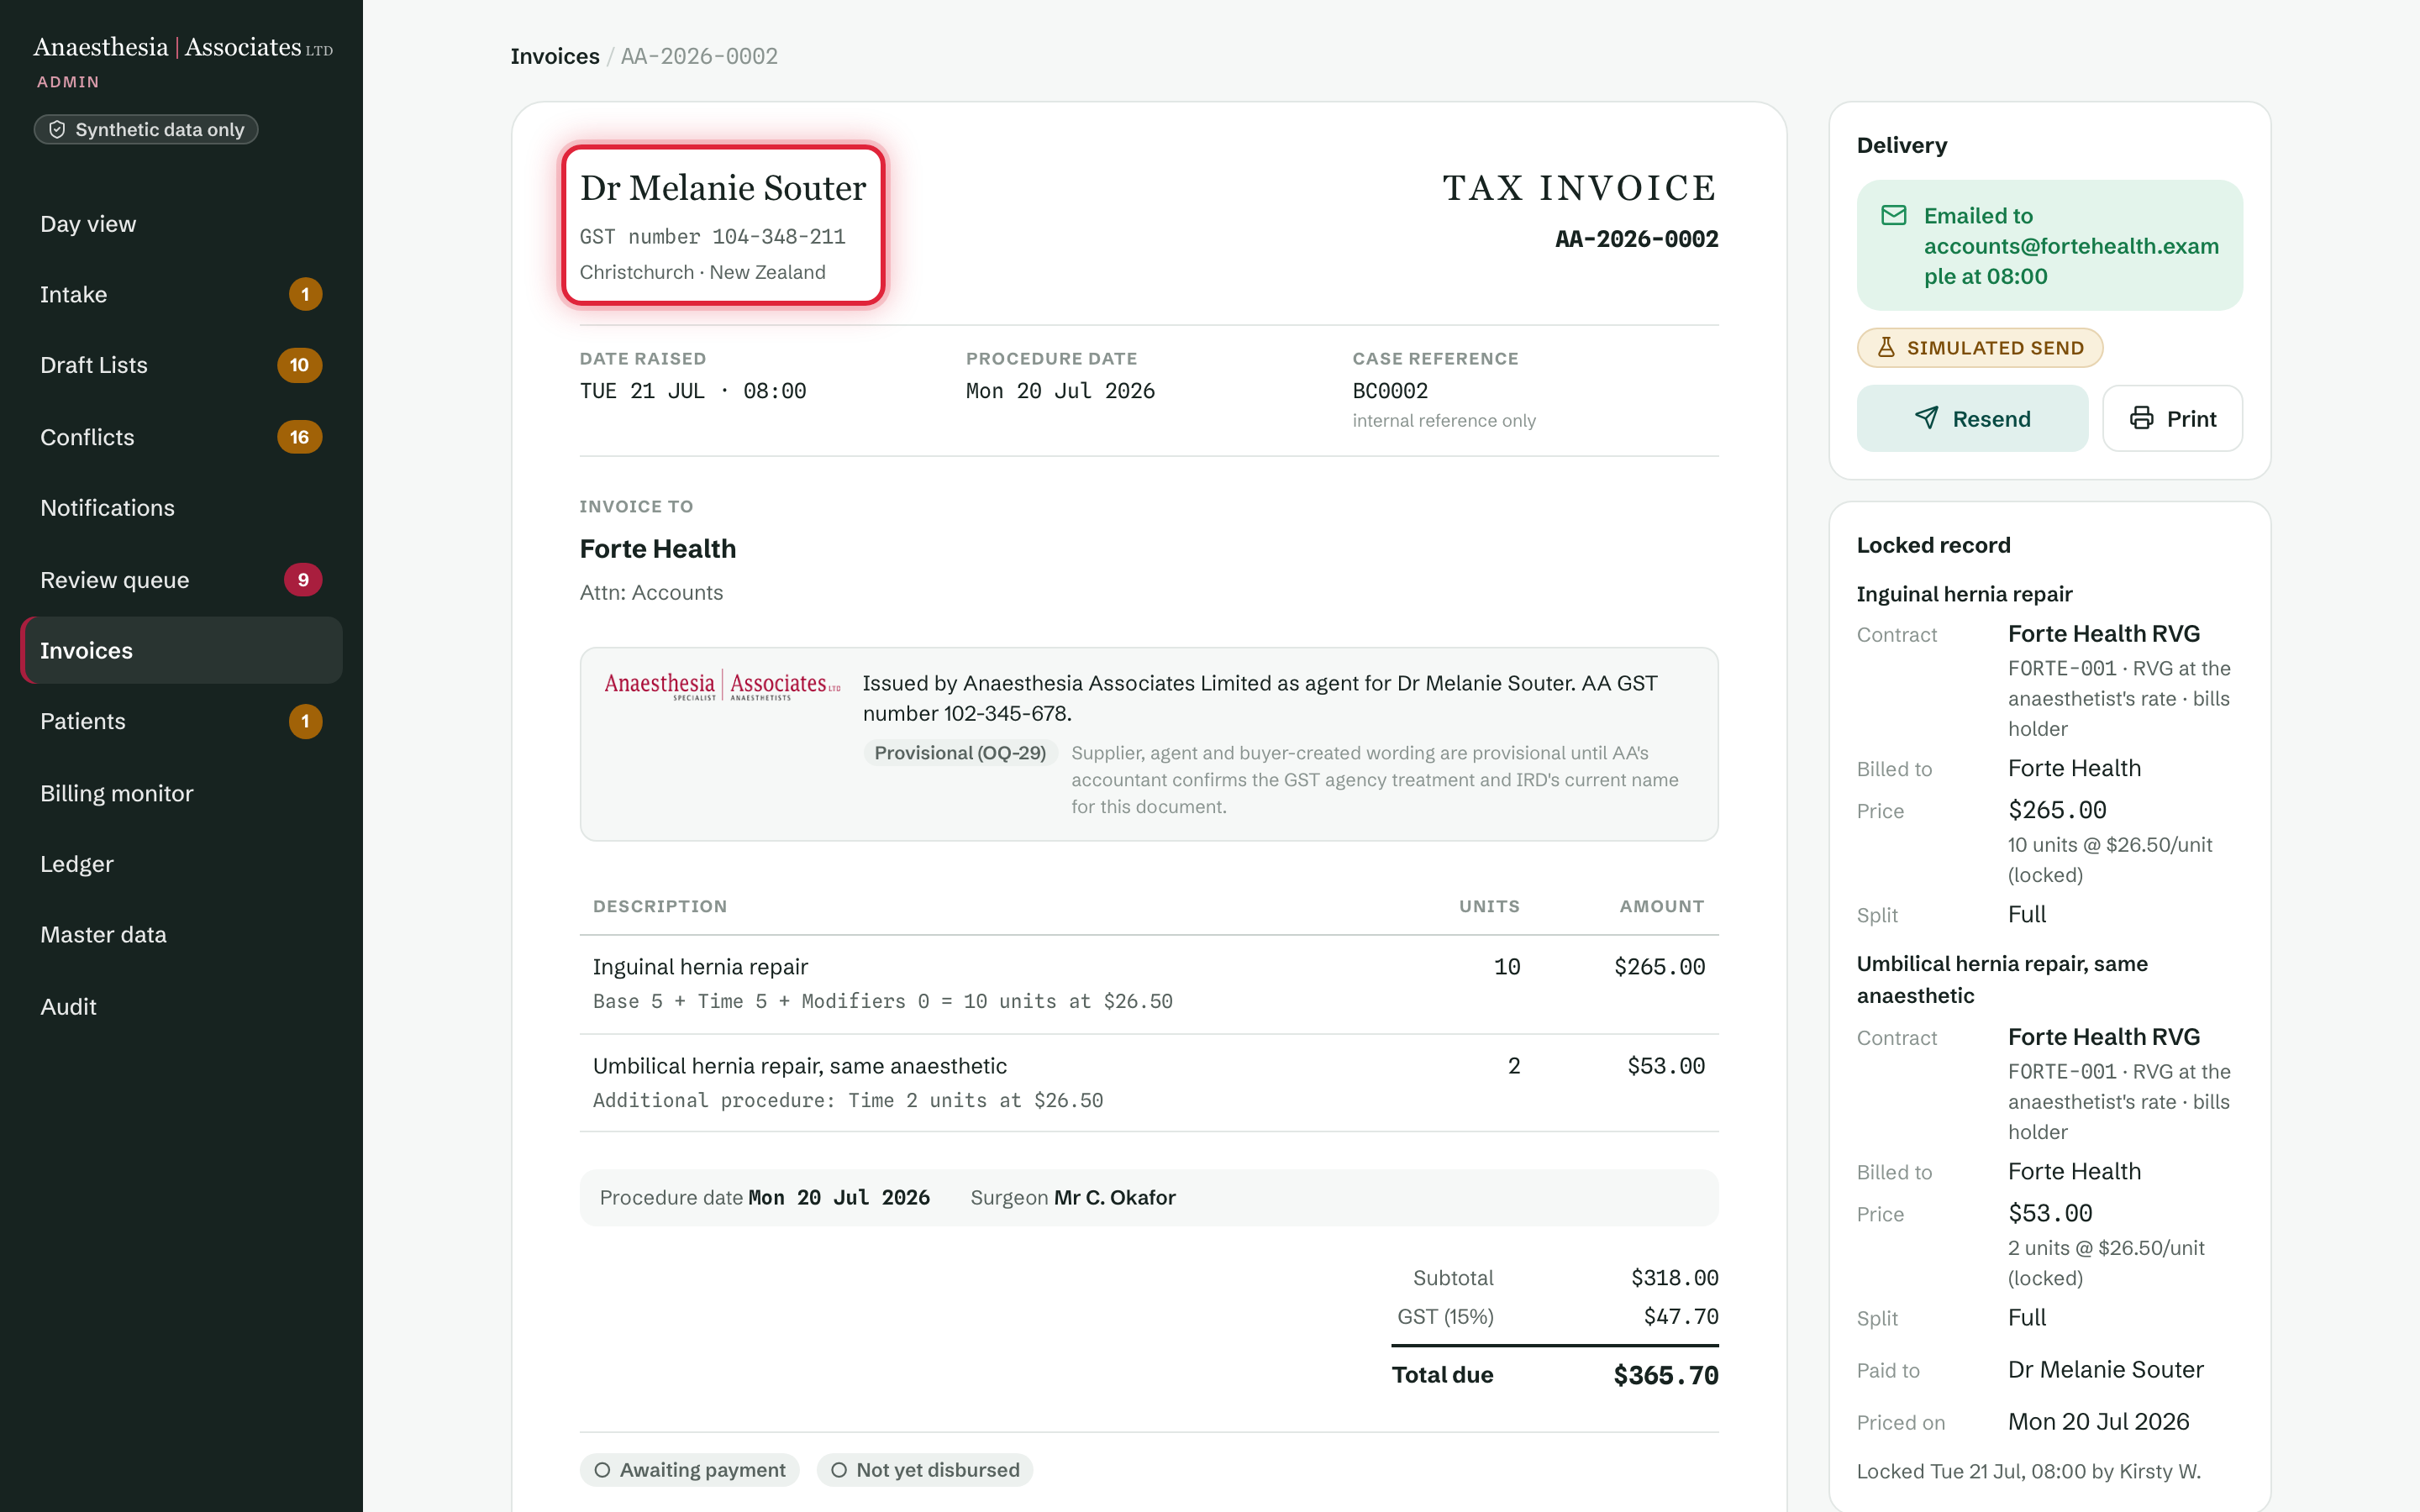 Anaesthesia | Associates LTD
ADMIN
Synthetic data only
Day view
Intake 1
Draft Lists 10
Conflicts 16
Notifications
Review queue 9
Invoices
Patients 1
Billing monitor
Ledger
Master data
Audit
Invoices / AA-2026-0002
Dr Melanie Souter
GST number 104-348-211
Christchurch · New Zealand
TAX INVOICE
AA-2026-0002
DATE RAISED
TUE 21 JUL · 08:00
PROCEDURE DATE
Mon 20 Jul 2026
CASE REFERENCE
BC0002
internal reference only
INVOICE TO
Forte Health
Attn: Accounts
Anaesthesia | Associates LTD
SPECIALIST ANAESTHETISTS
Issued by Anaesthesia Associates Limited as agent for Dr Melanie Souter. AA GST
number 102-345-678.
Provisional (OQ-29)
Supplier, agent and buyer-created wording are provisional until AA's
accountant confirms the GST agency treatment and IRD's current name
for this document.
DESCRIPTION UNITS AMOUNT
Inguinal hernia repair 10 $265.00
Base 5 + Time 5 + Modifiers 0 = 10 units at $26.50
Umbilical hernia repair, same anaesthetic 2 $53.00
Additional procedure: Time 2 units at $26.50
Procedure date Mon 20 Jul 2026 Surgeon Mr C. Okafor
Subtotal $318.00
GST (15%) $47.70
Total due $365.70
Awaiting payment
Not yet disbursed
Delivery
Emailed to
accounts@fortehealth.exam
ple at 08:00
SIMULATED SEND
Resend
Print
Locked record
Inguinal hernia repair
Contract Forte Health RVG
FORTE-001 · RVG at the
anaesthetist's rate · bills
holder
Billed to Forte Health
Price $265.00
10 units @ $26.50/unit
(locked)
Split Full
Umbilical hernia repair, same
anaesthetic
Contract Forte Health RVG
FORTE-001 · RVG at the
anaesthetist's rate · bills
holder
Billed to Forte Health
Price $53.00
2 units @ $26.50/unit
(locked)
Split Full
Paid to Dr Melanie Souter
Priced on Mon 20 Jul 2026
Locked Tue 21 Jul, 08:00 by Kirsty W.